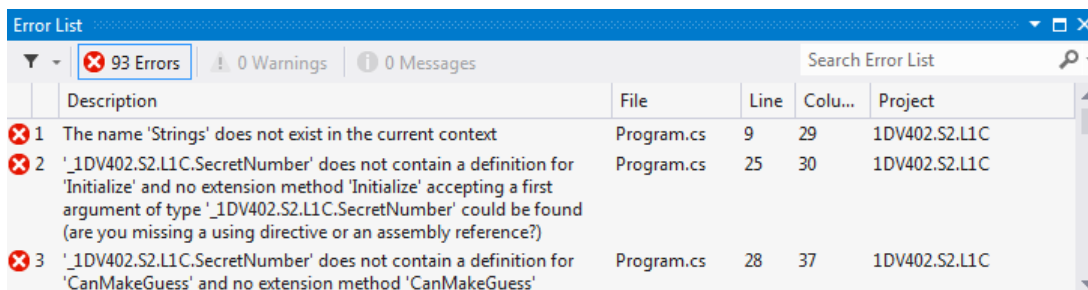 Error List
93 Errors 0 Warnings 0 Messages Search Error List
Description File Line Colu... Project
1 The name 'Strings' does not exist in the current context Program.cs 9 29 1DV402.S2.L1C
2 '_1DV402.S2.L1C.SecretNumber' does not contain a definition for Program.cs 25 30 1DV402.S2.L1C
'Initialize' and no extension method 'Initialize' accepting a first
argument of type '_1DV402.S2.L1C.SecretNumber' could be found
(are you missing a using directive or an assembly reference?)
3 '_1DV402.S2.L1C.SecretNumber' does not contain a definition for Program.cs 28 37 1DV402.S2.L1C
'CanMakeGuess' and no extension method 'CanMakeGuess'